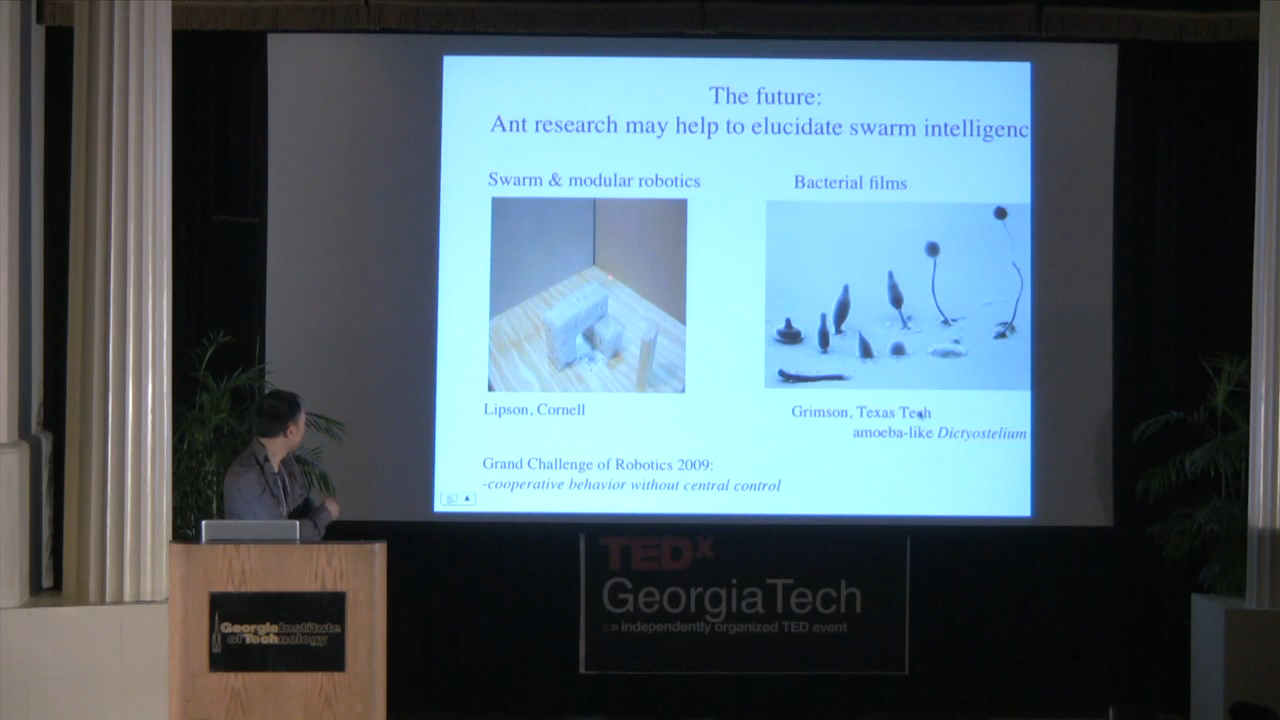 The future:
Ant research may help to elucidate swarm intelligenc
Swarm & modular robotics
Bacterial films
Lipson, Cornell
Grimson, Texas Tech
amoeba-like Dictyostelium
Grand Challenge of Robotics 2009:
-cooperative behavior without central control
TEDx
GeorgiaTech
x = independently organized TED event
Georgia Institute
of Technology